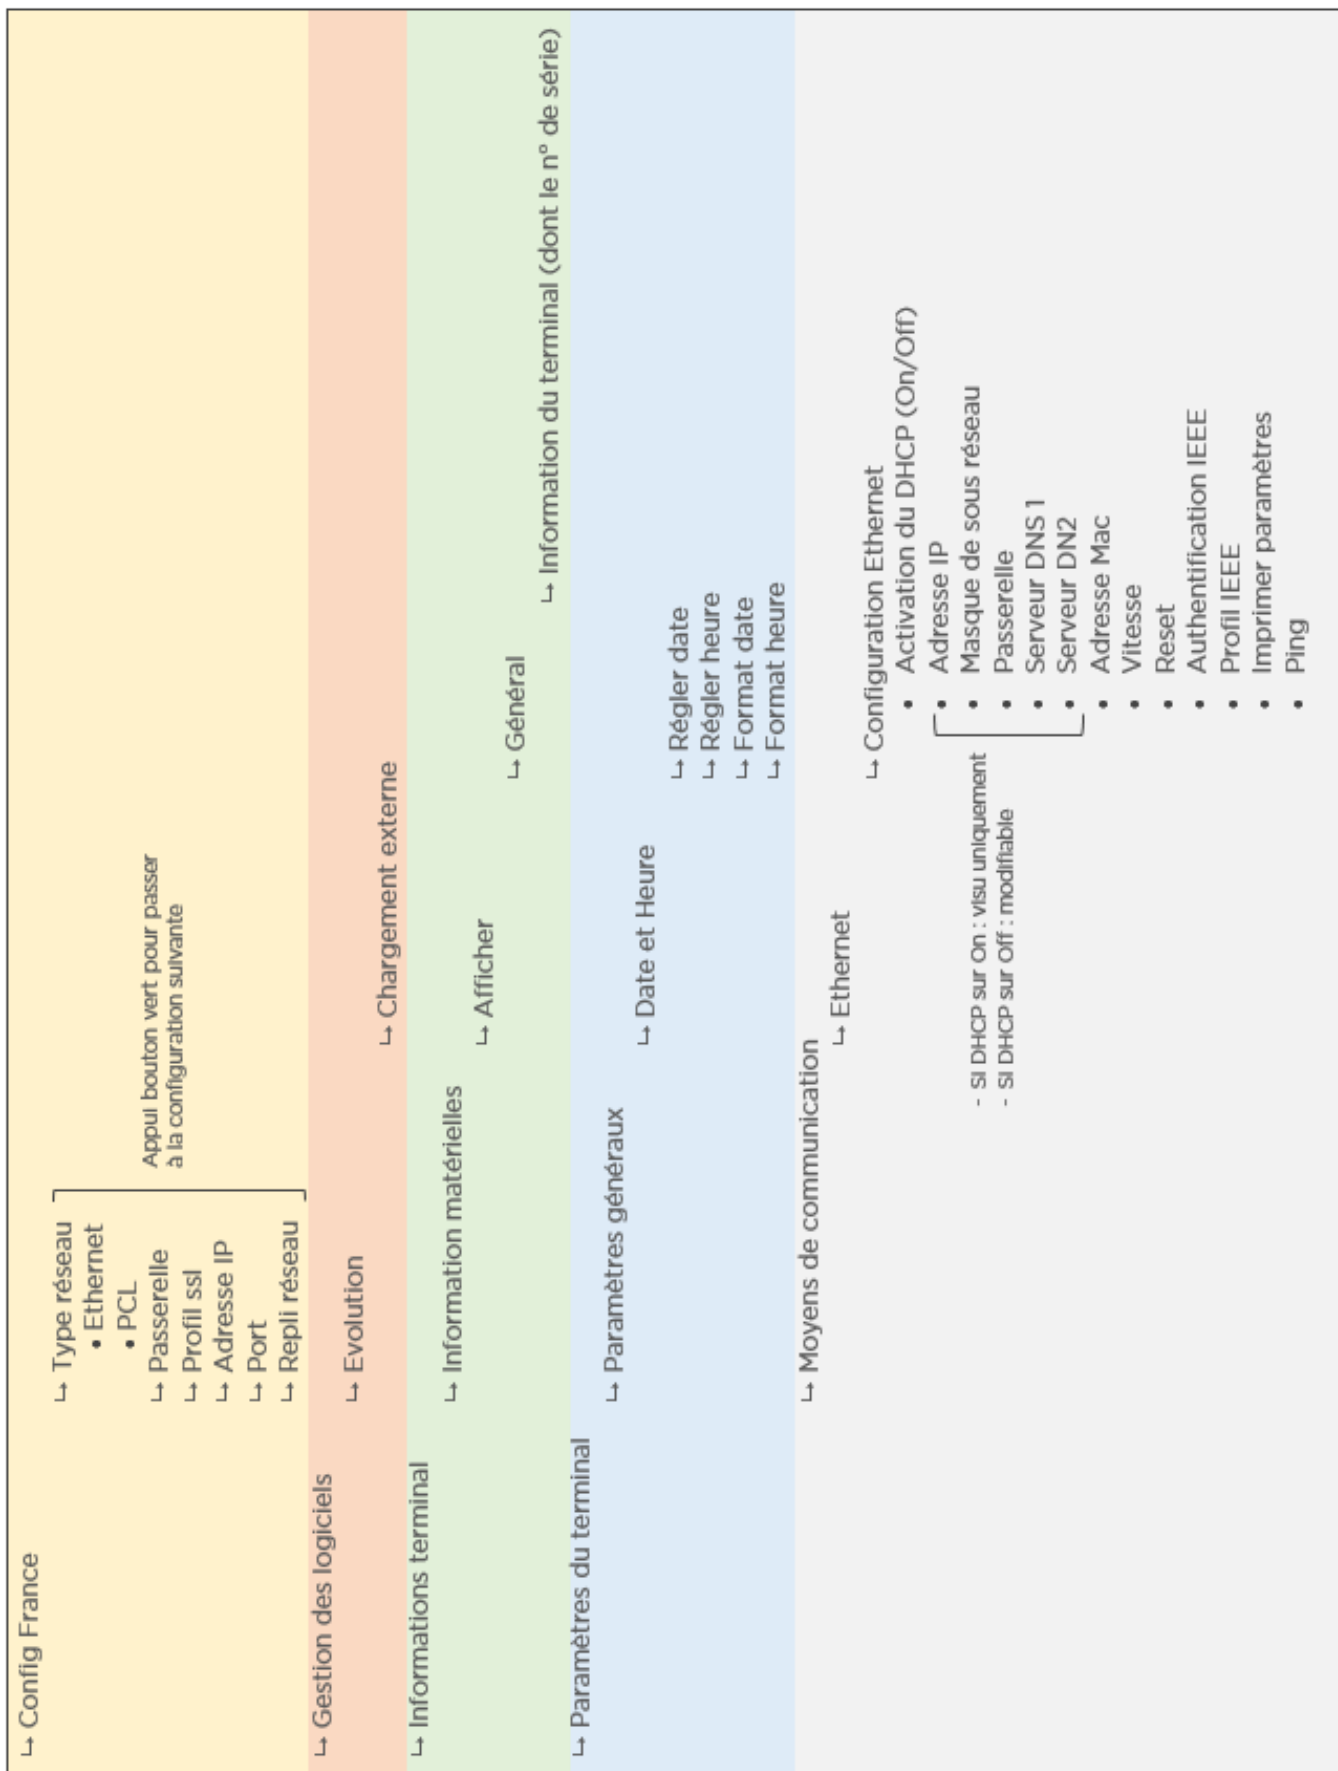 ↳ Config France
↳ Type réseau
• Ethernet
• PCL
↳ Passerelle
↳ Profil ssl
↳ Adresse IP
↳ Port
↳ Repli réseau
Appui bouton vert pour passer
à la configuration suivante
↳ Gestion des logiciels
↳ Evolution
↳ Chargement externe
↳ Informations terminal
↳ Information matérielles
↳ Afficher
↳ Général
↳ Information du terminal (dont le n° de série)
↳ Paramètres du terminal
↳ Paramètres généraux
↳ Date et Heure
↳ Régler date
↳ Régler heure
↳ Format date
↳ Format heure
↳ Moyens de communication
↳ Ethernet
↳ Configuration Ethernet
• Activation du DHCP (On/Off)
• Adresse IP
• Masque de sous réseau
• Passerelle
• Serveur DNS 1
• Serveur DN2
- Si DHCP sur On : visu uniquement
- Si DHCP sur Off : modifiable
• Adresse Mac
• Vitesse
• Reset
• Authentification IEEE
• Profil IEEE
• Imprimer paramètres
• Ping